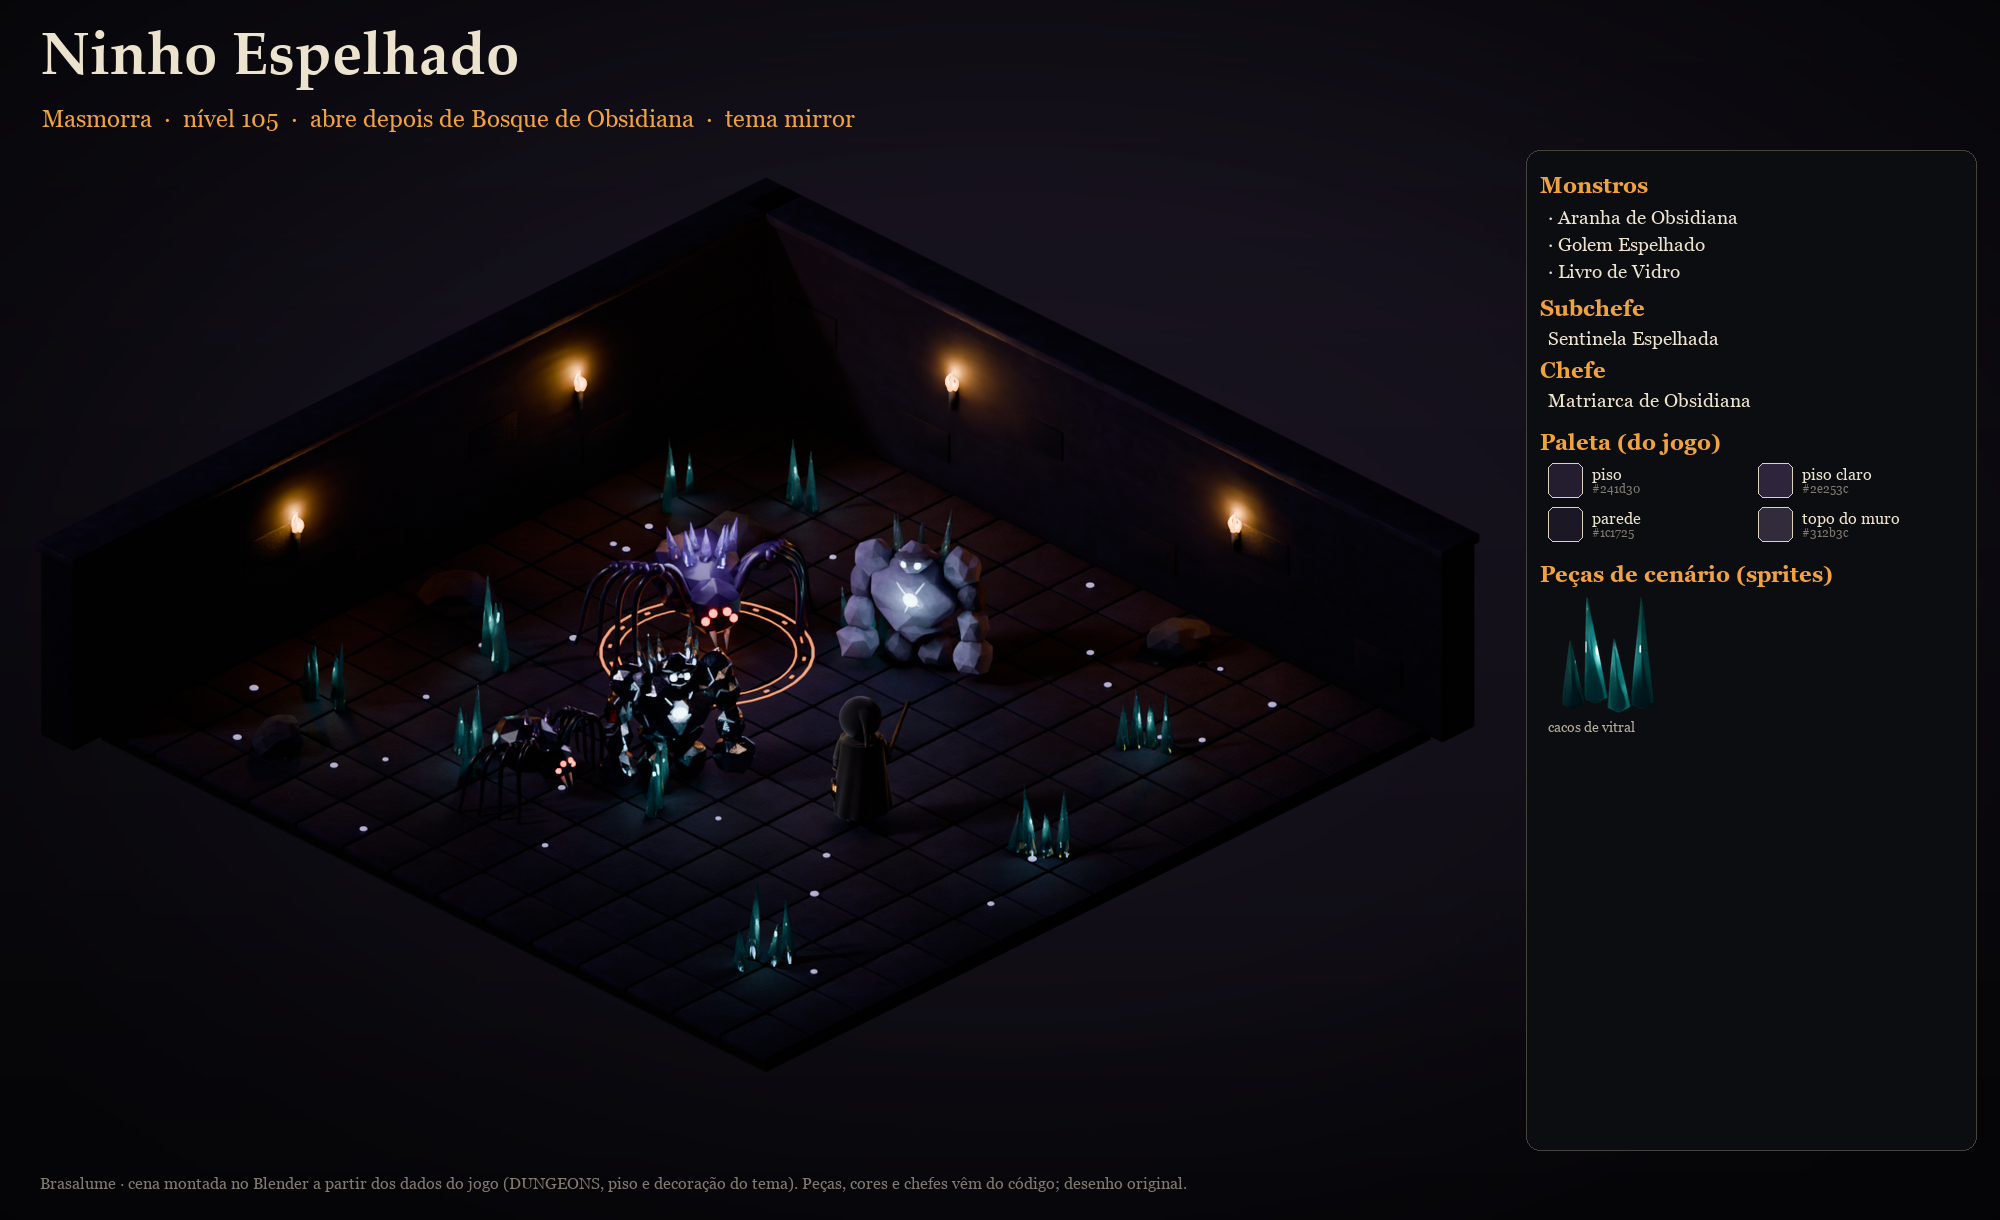 Ninho Espelhado
Masmorra · nível 105 · abre depois de Bosque de Obsidiana · tema mirror
Monstros
· Aranha de Obsidiana
· Golem Espelhado
· Livro de Vidro
Subchefe
Sentinela Espelhada
Chefe
Matriarca de Obsidiana
Paleta (do jogo)
piso
#241d30
piso claro
#2e253c
parede
#1c1725
topo do muro
#312b3c
Peças de cenário (sprites)
cacos de vitral
Brasalume · cena montada no Blender a partir dos dados do jogo (DUNGEONS, piso e decoração do tema). Peças, cores e chefes vêm do código; desenho original.